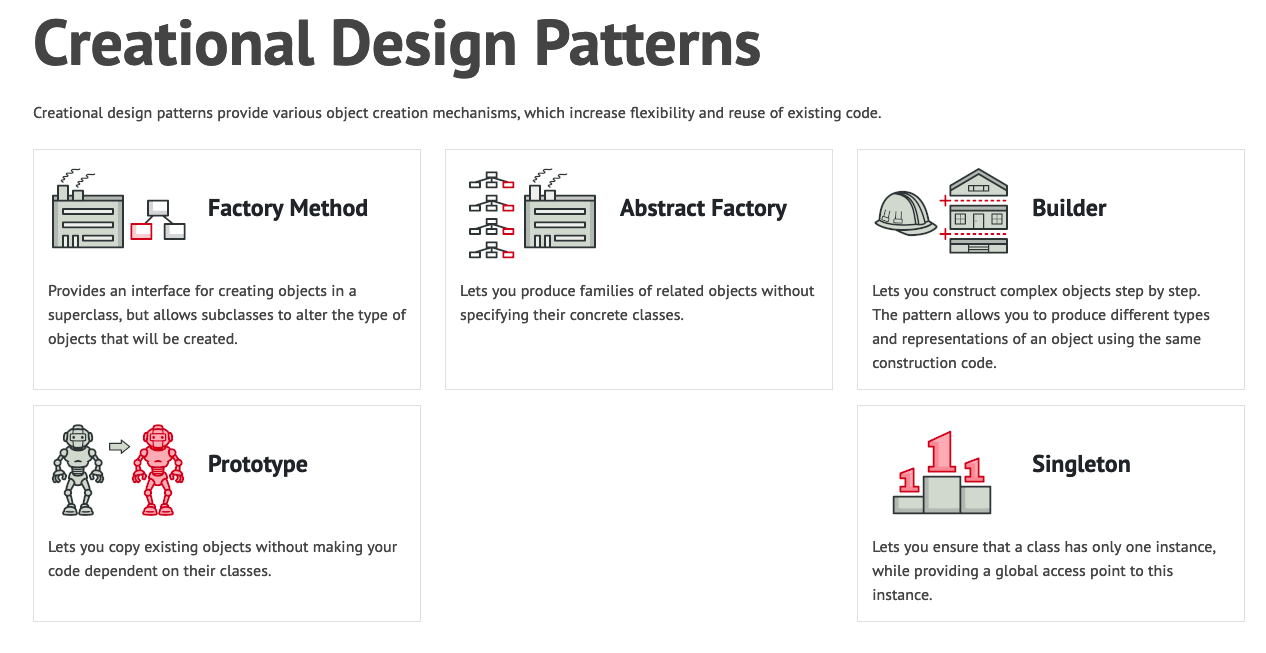 Creational Design Patterns
Creational design patterns provide various object creation mechanisms, which increase flexibility and reuse of existing code.
Factory Method
Provides an interface for creating objects in a
superclass, but allows subclasses to alter the type of
objects that will be created.
Abstract Factory
Lets you produce families of related objects without
specifying their concrete classes.
Builder
Lets you construct complex objects step by step.
The pattern allows you to produce different types
and representations of an object using the same
construction code.
Prototype
Lets you copy existing objects without making your
code dependent on their classes.
1 1 1
Singleton
Lets you ensure that a class has only one instance,
while providing a global access point to this
instance.